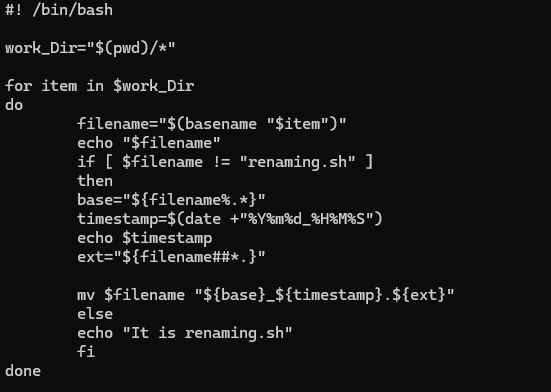 #! /bin/bash
work_Dir="$(pwd)/*"
for item in $work_Dir
do
filename="$(basename "$item")"
echo "$filename"
if [ $filename != "renaming.sh" ]
then
base="${filename%.*}"
timestamp=$(date +"%Y%m%d_%H%M%S")
echo $timestamp
ext="${filename##*.}"
mv $filename "${base}_${timestamp}.${ext}"
else
echo "It is renaming.sh"
fi
done